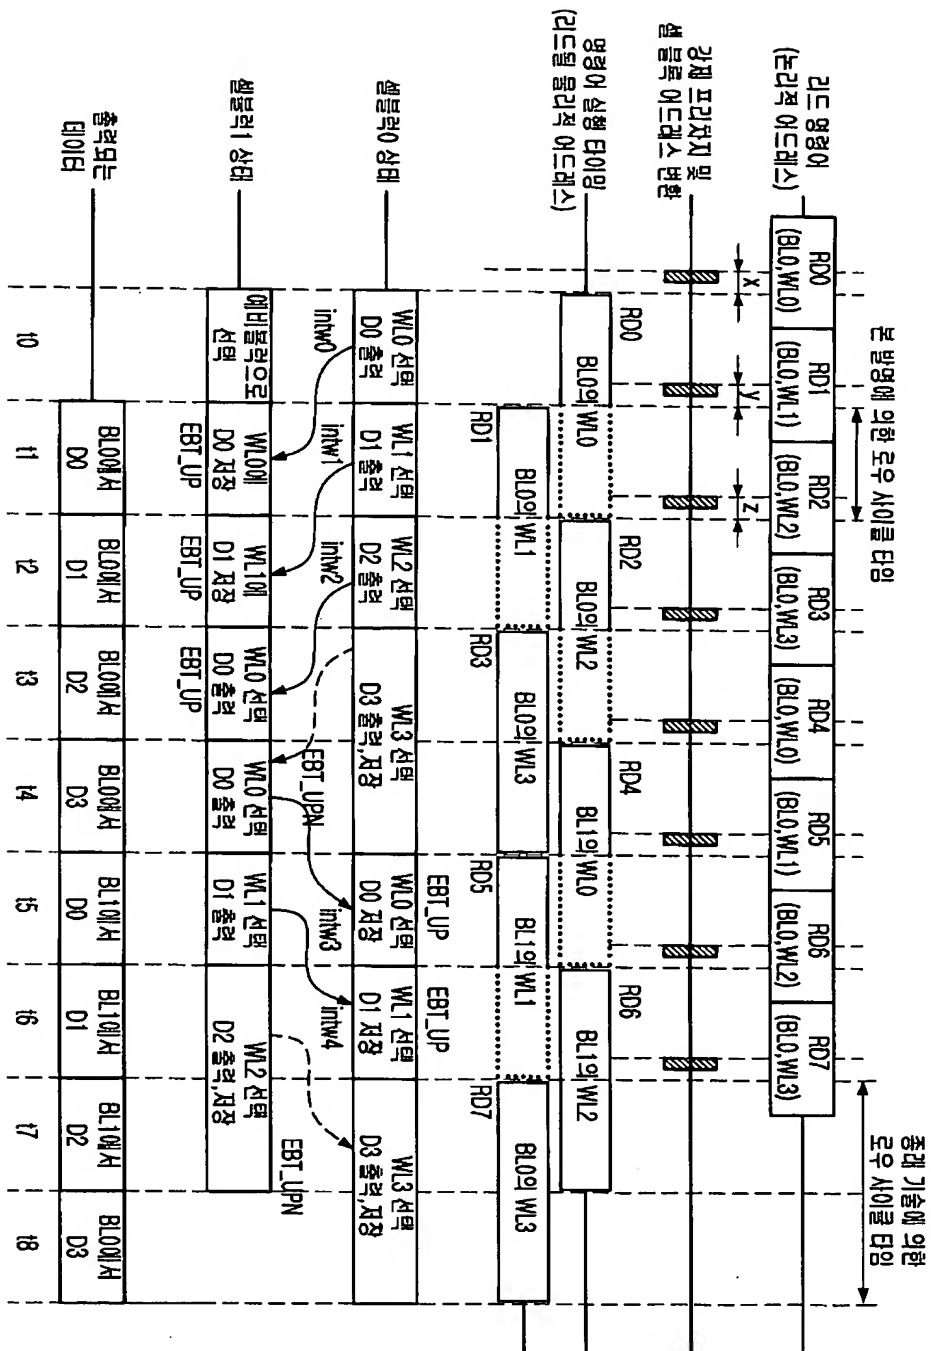 본 발명에 의한 로우 사이클 타임
종래 기술에 의한
로우 사이클 타임
리드 명령어
(논리적 어드레스)
RD0
(BL0,WL0)
RD1
(BL0,WL1)
RD2
(BL0,WL2)
RD3
(BL0,WL3)
RD4
(BL0,WL0)
RD5
(BL0,WL1)
RD6
(BL0,WL2)
RD7
(BL0,WL3)
x
y
z
강제 프리차지 및
셀 블록 어드레스 변환
명령어 실행 타이밍
(리드될 물리적 어드레스)
RD0
BL0의 WL0
RD2
BL0의 WL2
RD4
BL1의 WL0
RD6
BL1의 WL2
RD1
BL0의 WL1
RD3
BL0의 WL3
RD5
BL1의 WL1
RD7
BL0의 WL3
셀블럭0 상태
WL0 선택
D0 출력
WL1 선택
D1 출력
WL2 선택
D2 출력
WL3 선택
D3 출력,저장
EBT_UP
WL0 선택
D0 저장
EBT_UP
WL1 선택
D1 저장
WL3 선택
D3 출력,저장
intw0
intw1
intw2
EBT_UPN
intw3
intw4
EBT_UPN
셀블럭1 상태
예비블럭으로
선택
WL0에
D0 저장
EBT_UP
WL1에
D1 저장
EBT_UP
WL0 선택
D0 출력
EBT_UP
WL0 선택
D0 출력
WL1 선택
D1 출력
WL2 선택
D2 출력,저장
출력되는
데이터
BL0에서
D0
BL0에서
D1
BL0에서
D2
BL0에서
D3
BL1에서
D0
BL1에서
D1
BL1에서
D2
BL0에서
D3
t0
t1
t2
t3
t4
t5
t6
t7
t8